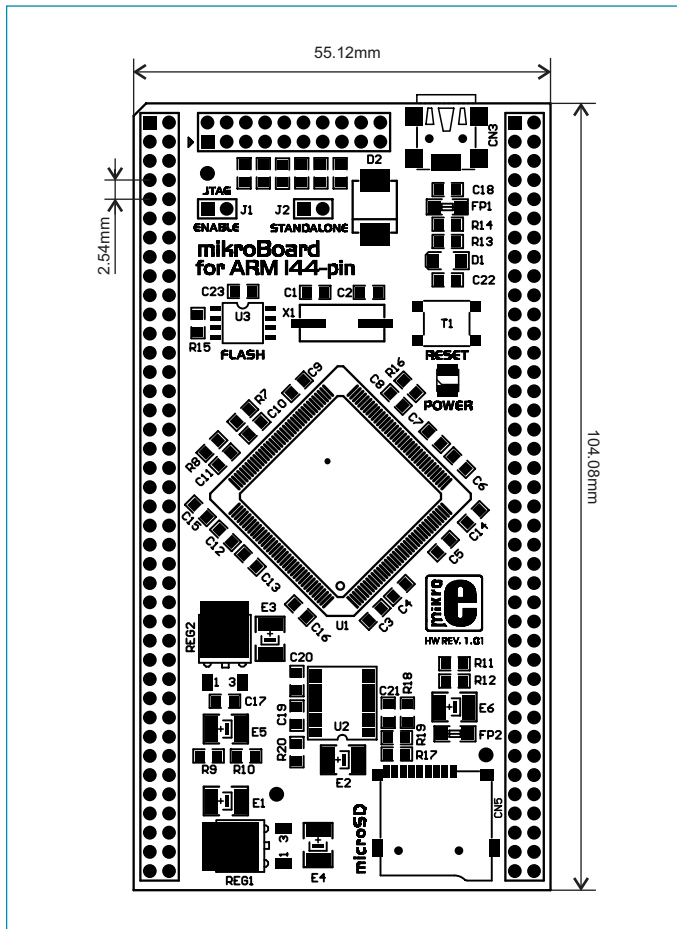 55.12mm
CN3
D2
C18
JTAG
FP1
J1
J2
R14
ENABLE
STANDALONE
R13
2.54mm
mikroBoard
for ARM 144-pin
D1
C22
C23
C1
C2
U3
X1
T1
R15
FLASH
RESET
POWER
C9
R16
C8
R7
C10
C7
R8
C11
C6
104.08mm
C15
C12
C14
C5
C13
mikro
e
C4
C3
C16
U1
HW REV. 1.01
E3
REG2
C20
R11
R12
R18
1 3
C17
C21
E6
C19
U2
E5
R19
FP2
R20
R17
R9
R10
E2
E1
CN5
microSD
3
1
E4
REG1